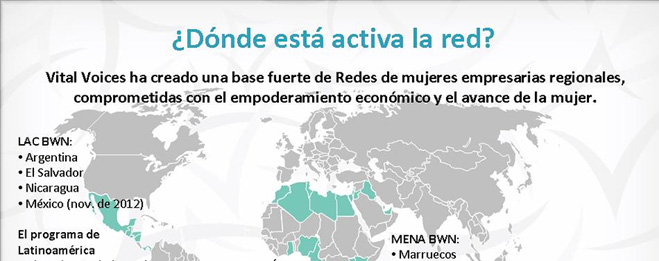 ¿Dónde está activa la red?
Vital Voices ha creado una base fuerte de Redes de mujeres empresarias regionales,
comprometidas con el empoderamiento económico y el avance de la mujer.
LAC BWN:
• Argentina
• El Salvador
• Nicaragua
• México (nov. de 2012)
El programa de
Latinoamérica
MENA BWN:
• Marruecos